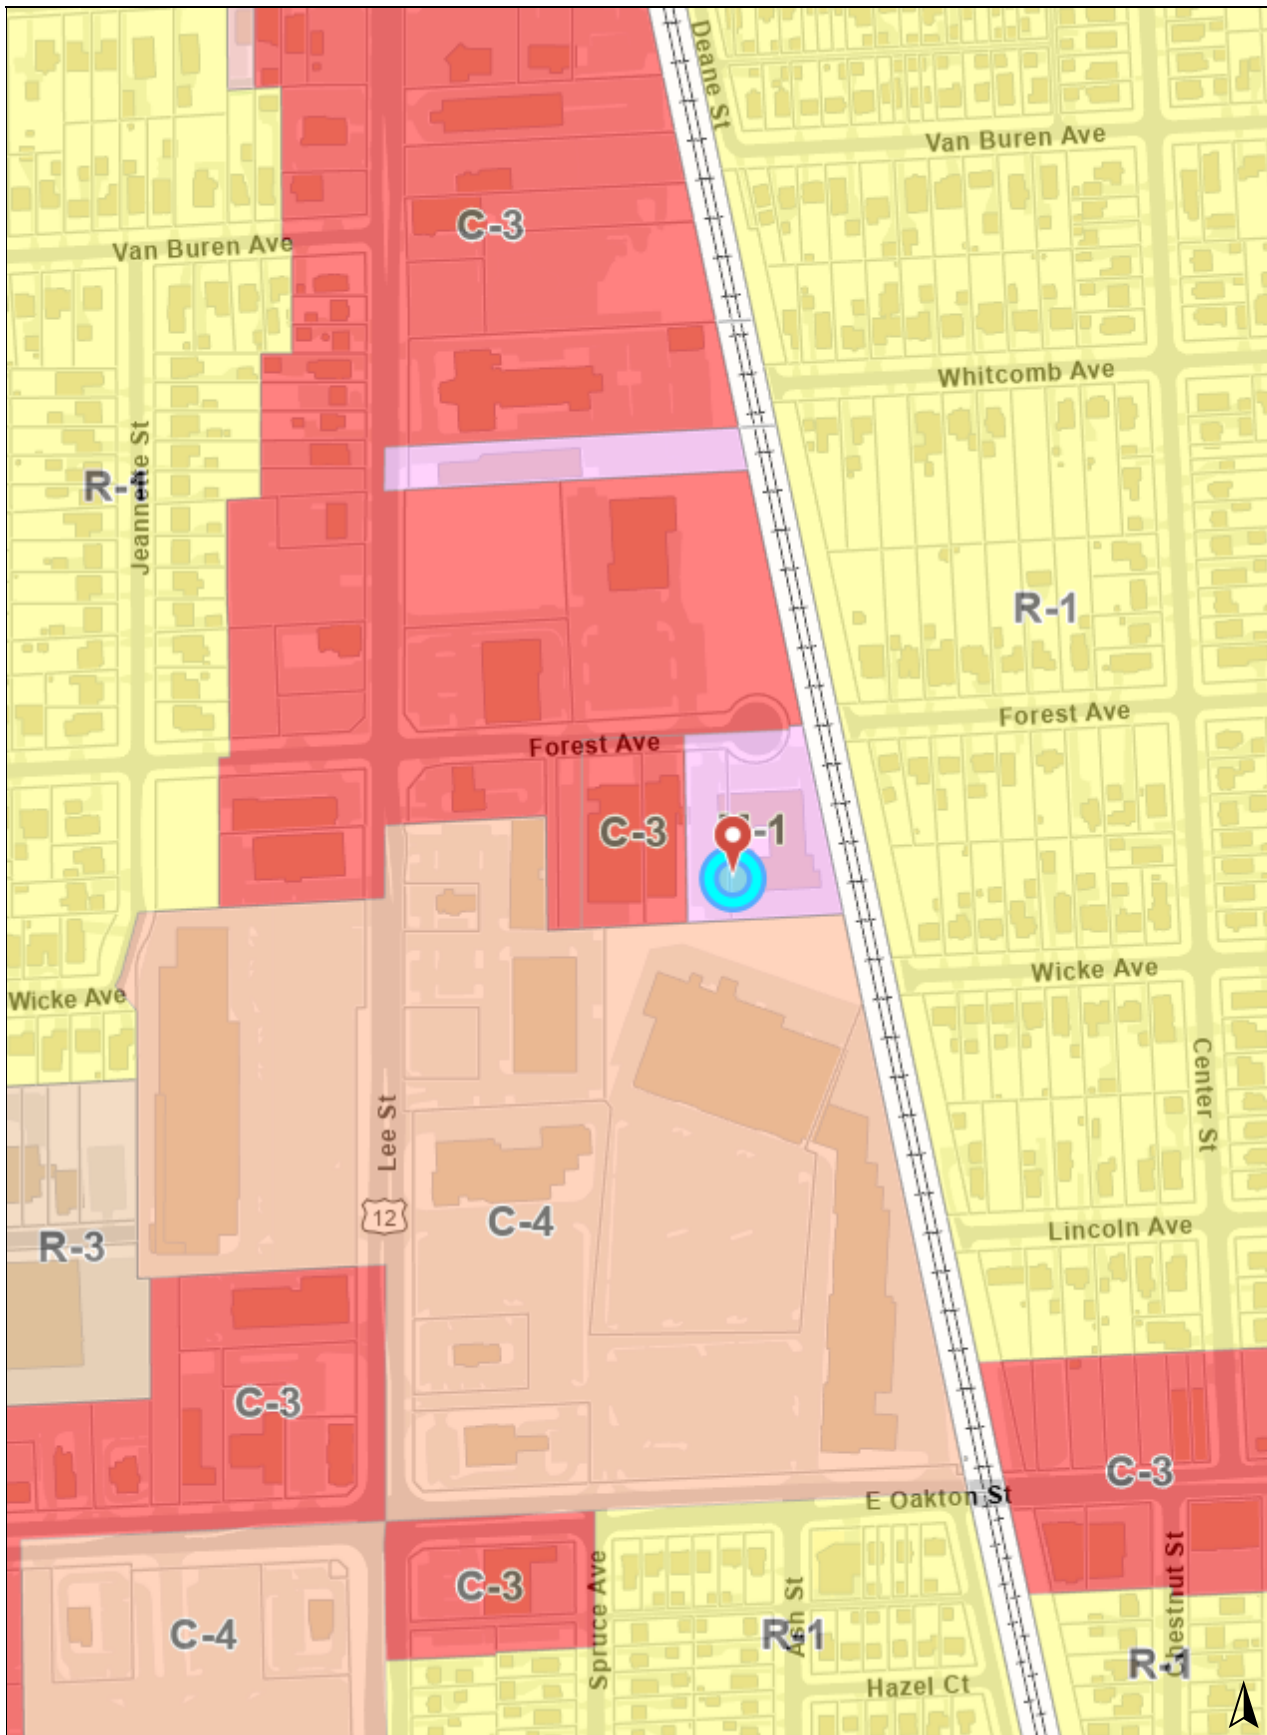 Deane St
Van Buren Ave
C-3
Van Buren Ave
Whitcomb Ave
Jeannette St
R-1
R-1
Forest Ave
Forest Ave
C-3
-1
Wicke Ave
Wicke Ave
Center St
Lee St
12
C-4
Lincoln Ave
R-3
C-3
C-3
E Oakton St
C-3
Spruce Ave
Ash St
Chestnut St
C-4
R-1
R-1
Hazel Ct